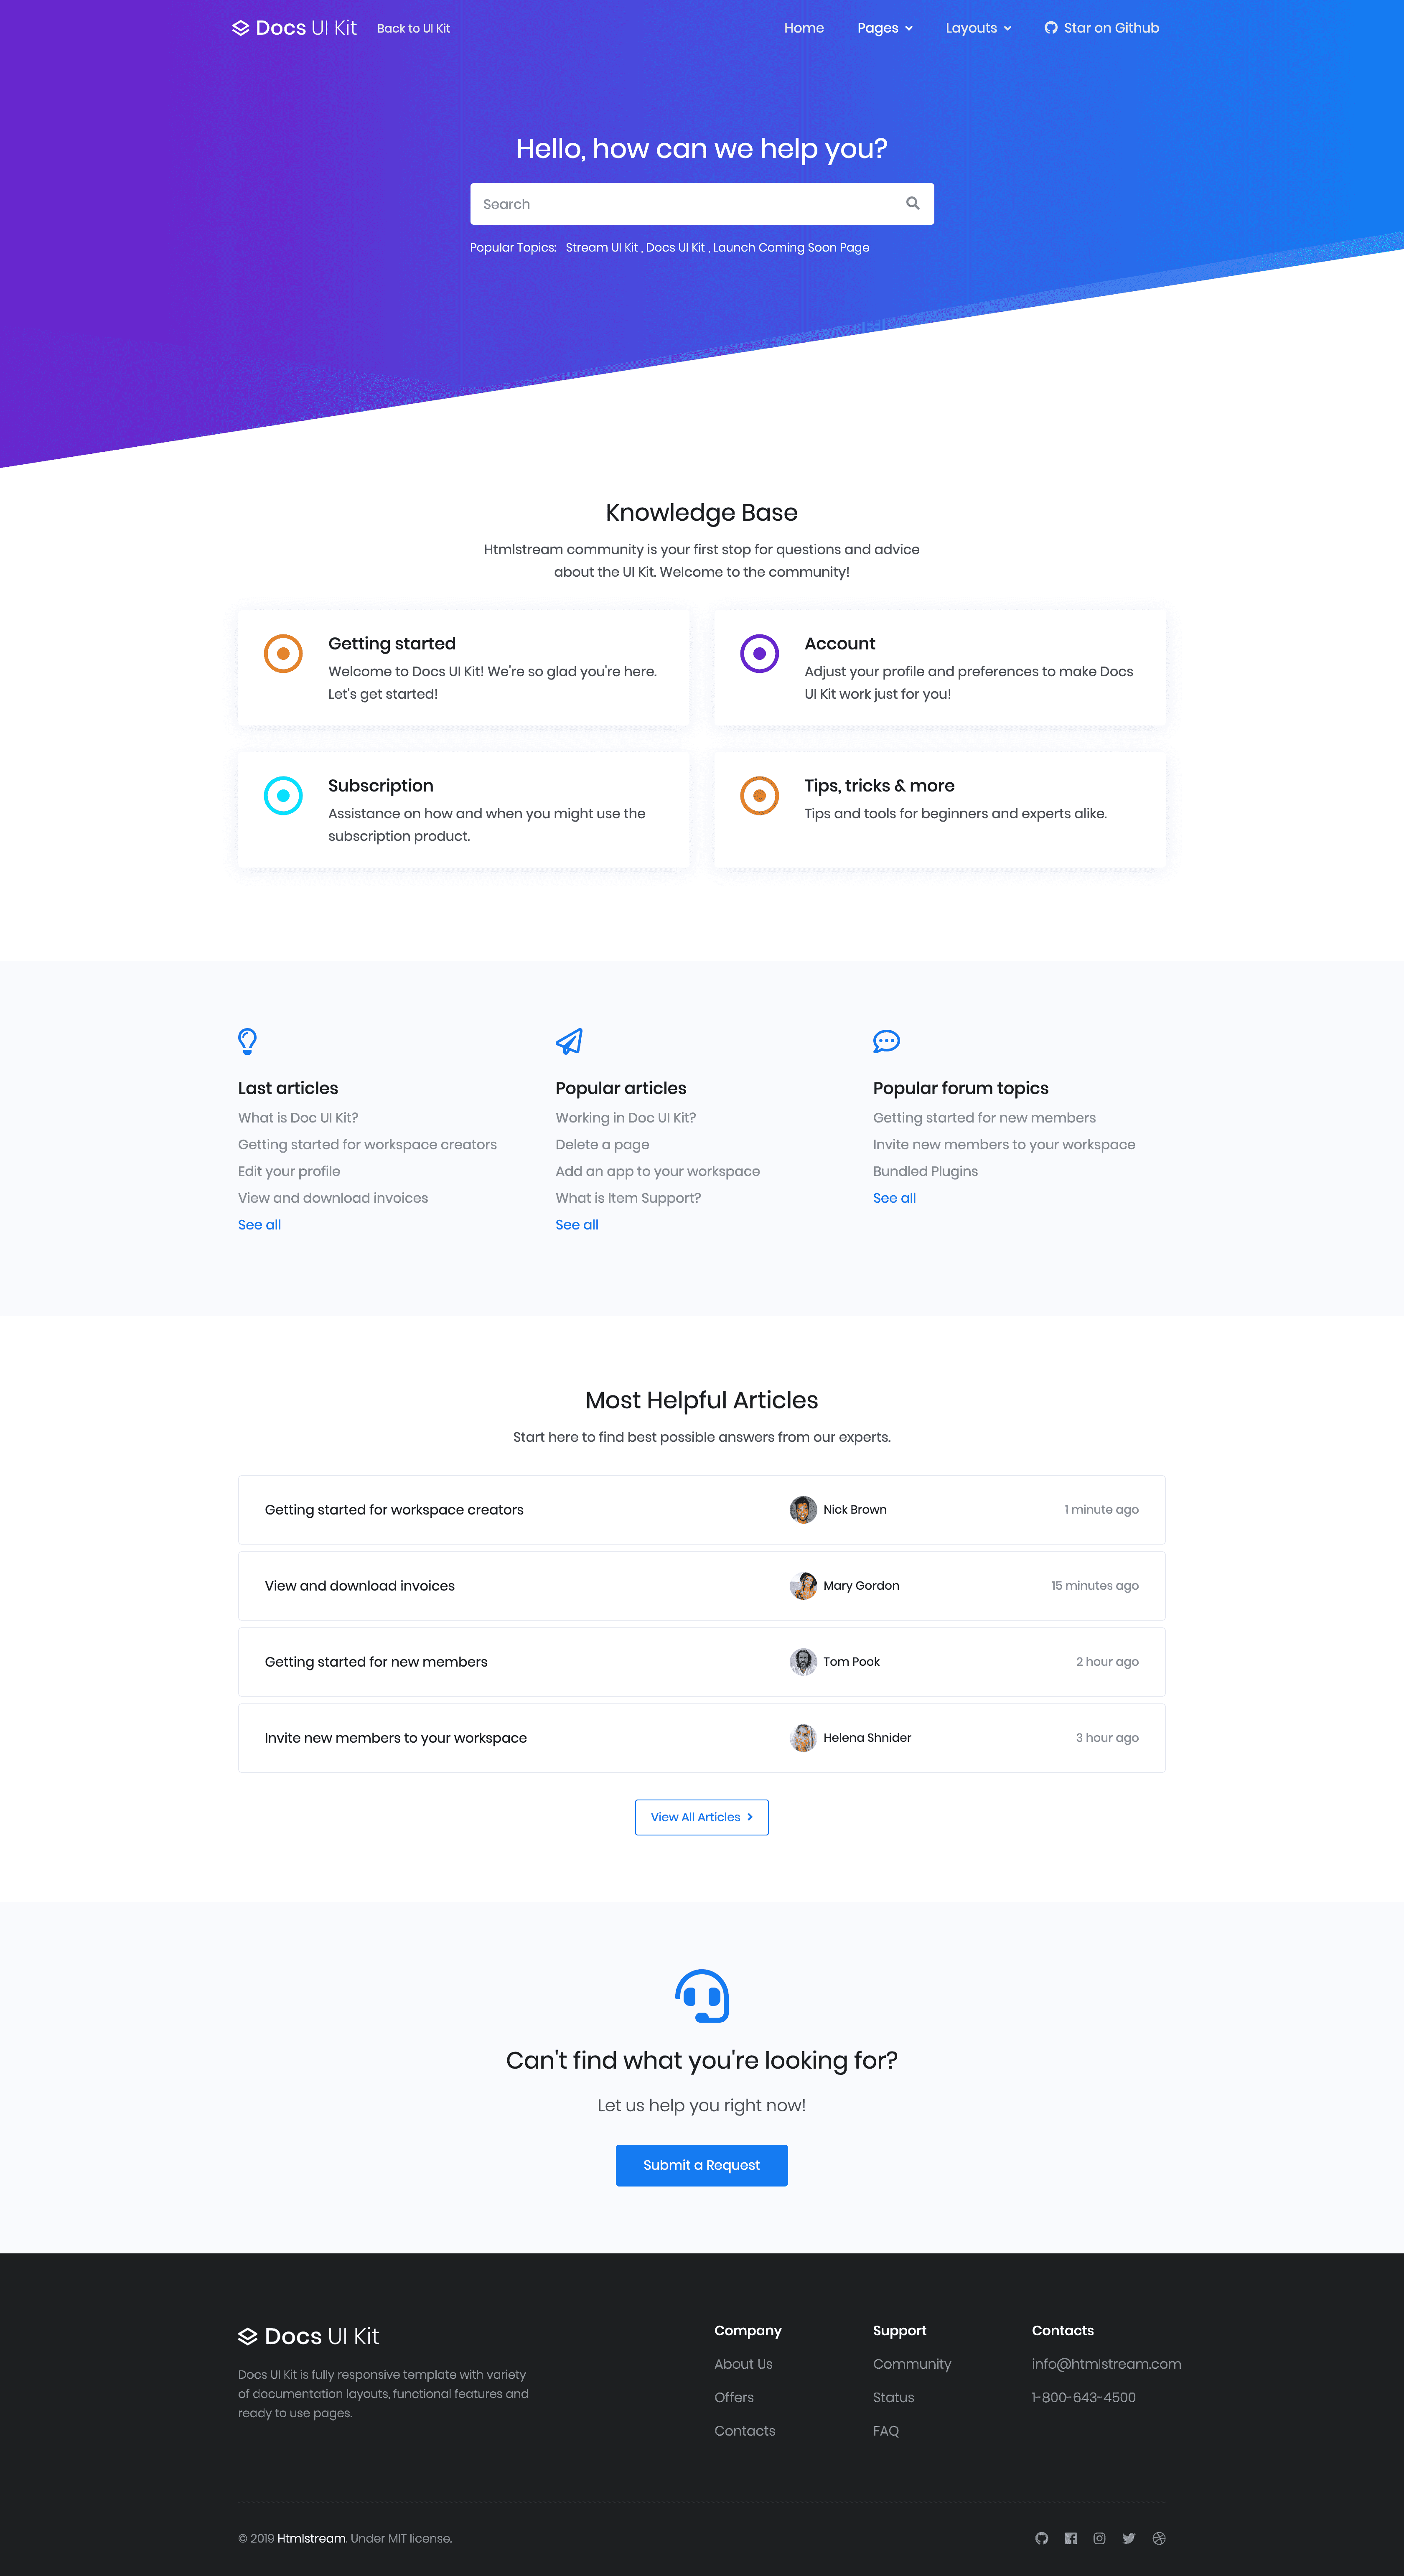 Docs UI Kit Back to UI Kit Home Pages Layouts Star on Github
Hello, how can we help you?
Search
Popular Topics: Stream UI Kit , Docs UI Kit , Launch Coming Soon Page
Knowledge Base
Htmlstream community is your first stop for questions and advice
about the UI Kit. Welcome to the community!
Getting started
Welcome to Docs UI Kit! We're so glad you're here.
Let's get started!
Account
Adjust your profile and preferences to make Docs
UI Kit work just for you!
Subscription
Assistance on how and when you might use the
subscription product.
Tips, tricks & more
Tips and tools for beginners and experts alike.
Last articles
What is Doc UI Kit?
Getting started for workspace creators
Edit your profile
View and download invoices
See all
Popular articles
Working in Doc UI Kit?
Delete a page
Add an app to your workspace
What is Item Support?
See all
Popular forum topics
Getting started for new members
Invite new members to your workspace
Bundled Plugins
See all
Most Helpful Articles
Start here to find best possible answers from our experts.
Getting started for workspace creators Nick Brown 1 minute ago
View and download invoices Mary Gordon 15 minutes ago
Getting started for new members Tom Pook 2 hour ago
Invite new members to your workspace Helena Shnider 3 hour ago
View All Articles
Can't find what you're looking for?
Let us help you right now!
Submit a Request
Docs UI Kit
Docs UI Kit is fully responsive template with variety
of documentation layouts, functional features and
ready to use pages.
Company
About Us
Offers
Contacts
Support
Community
Status
FAQ
Contacts
info@htmlstream.com
1-800-643-4500
© 2019 Htmlstream. Under MIT license.